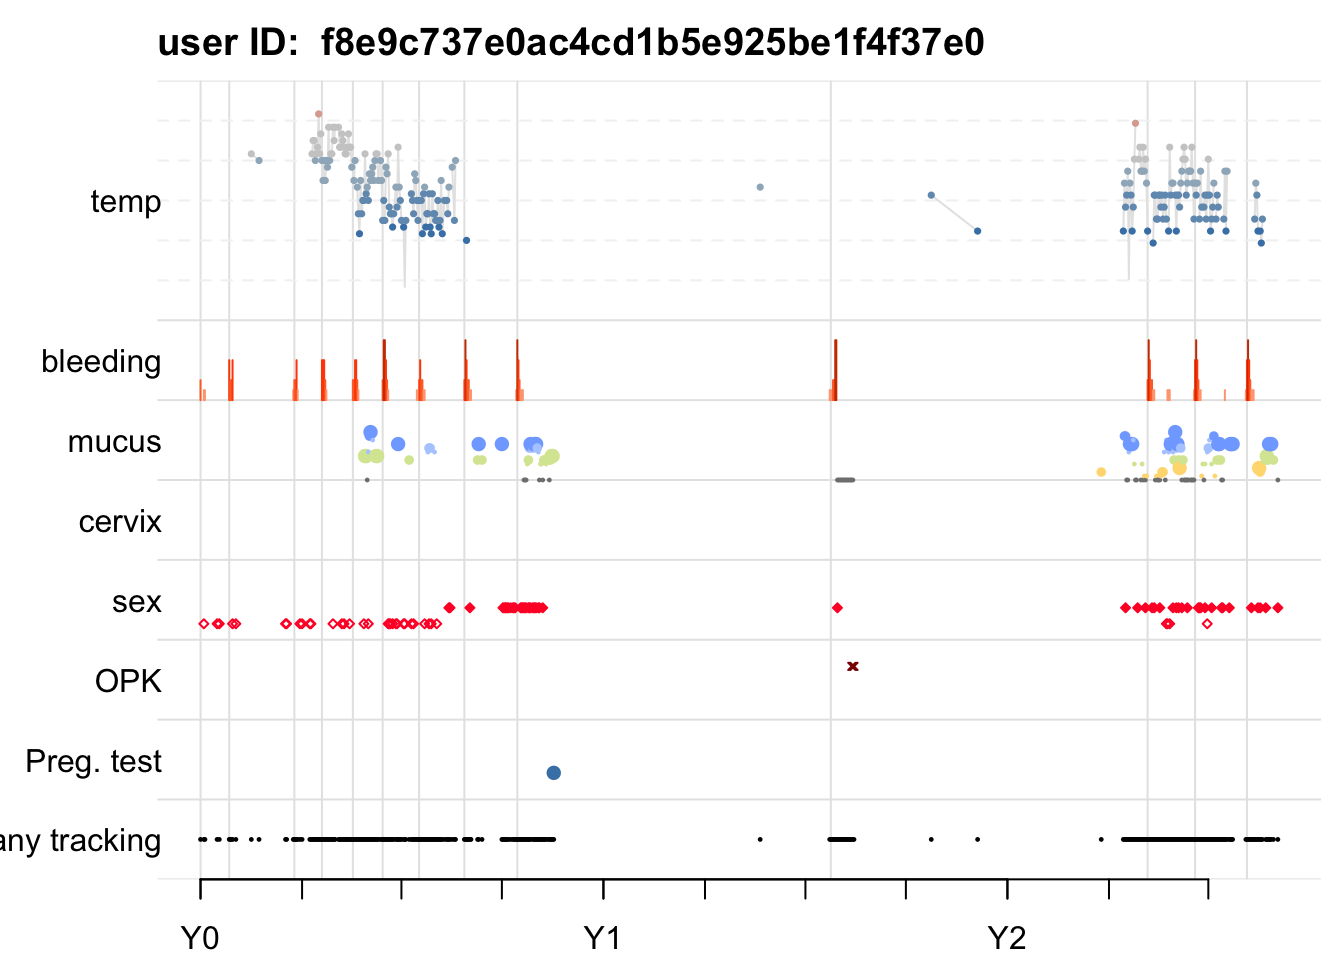 user ID:  f8e9c737e0ac4cd1b5e925be1f4f37e0
temp
bleeding
mucus
cervix
sex
OPK
Preg. test
any tracking
Y0
Y1
Y2